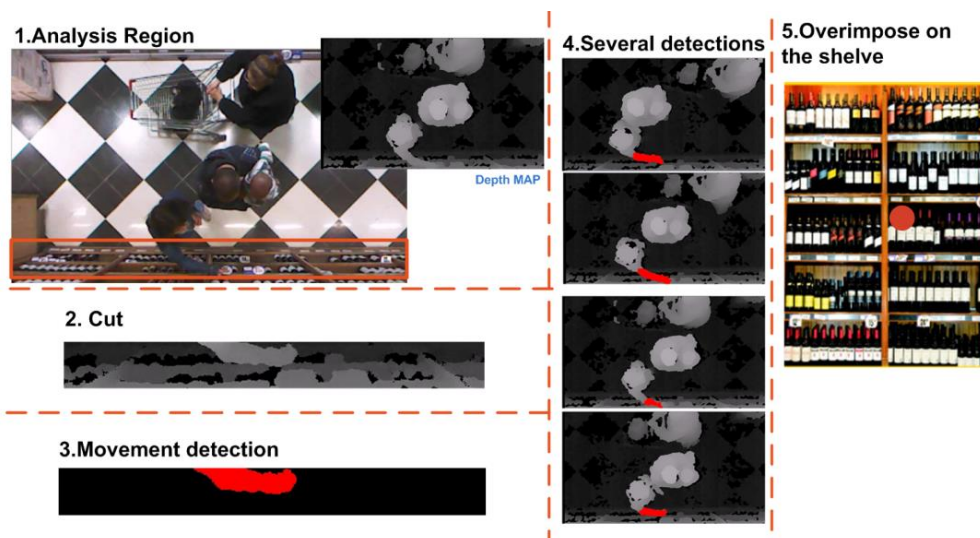 1.Analysis Region
Depth MAP
2. Cut
3.Movement detection
4.Several detections
5.Overimpose on
the shelve